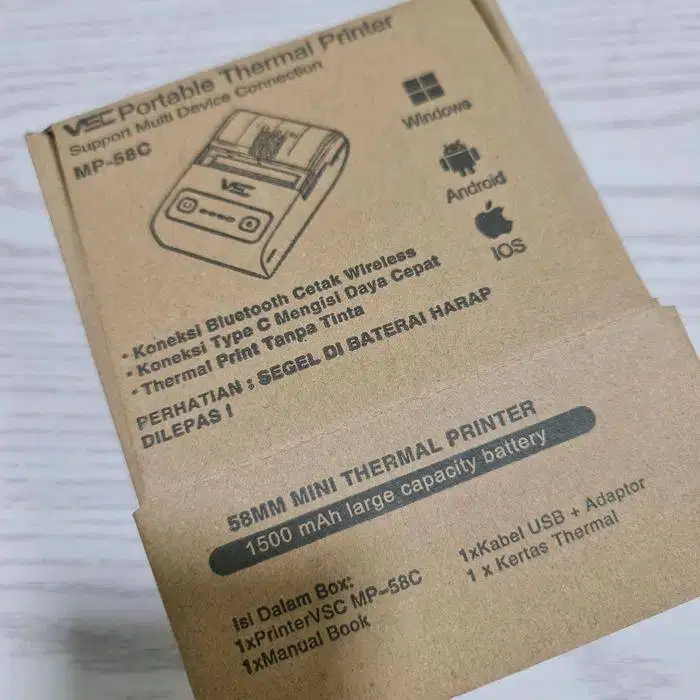 VSC Portable Thermal Printer
Support Multi Device Connection
MP-58C
Windows
Android
IOS
VSC
• Koneksi Bluetooth Cetak Wireless
• Koneksi Type C Mengisi Daya Cepat
• Thermal Print Tanpa Tinta
PERHATIAN : SEGEL DI BATERAI HARAP
DILEPAS !
58MM MINI THERMAL PRINTER
1500 mAh large capacity battery
Isi Dalam Box:
1xPrinterVSC MP-58C
1xManual Book
1xKabel USB + Adaptor
1 x Kertas Thermal